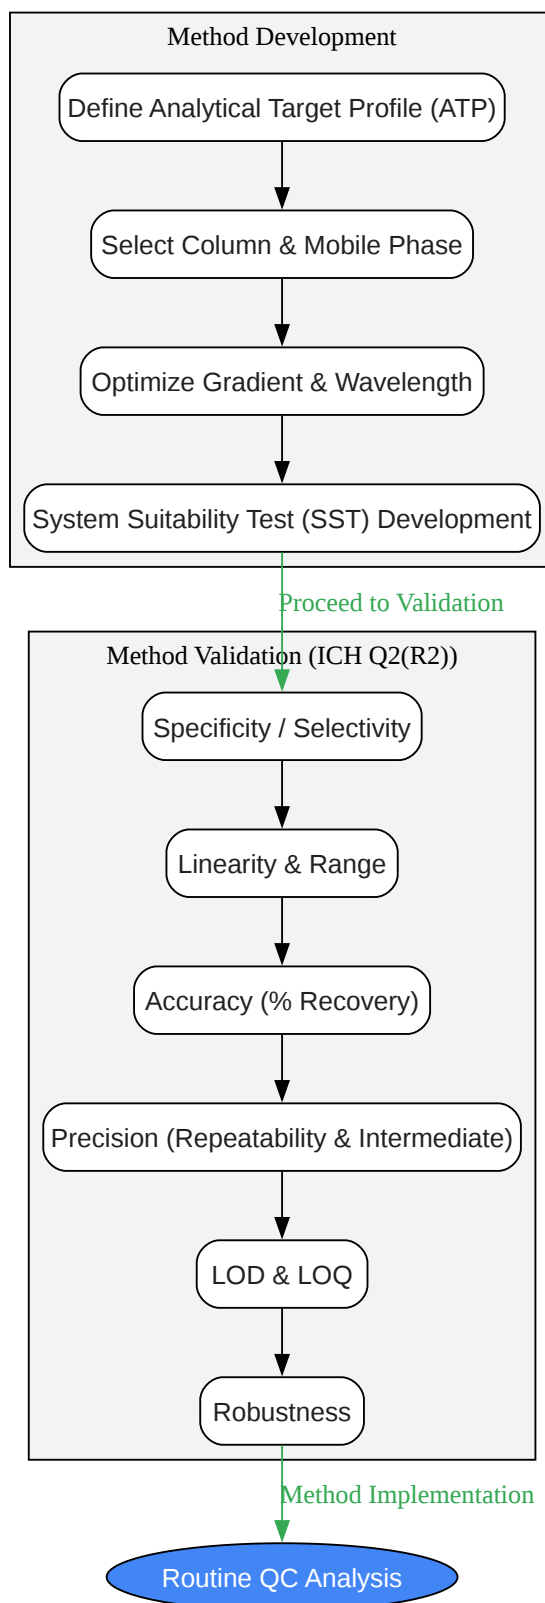 Method Development
Define Analytical Target Profile (ATP)
Select Column & Mobile Phase
Optimize Gradient & Wavelength
System Suitability Test (SST) Development
Proceed to Validation
Method Validation (ICH Q2(R2))
Specificity / Selectivity
Linearity & Range
Accuracy (% Recovery)
Precision (Repeatability & Intermediate)
LOD & LOQ
Robustness
Method Implementation
Routine QC Analysis